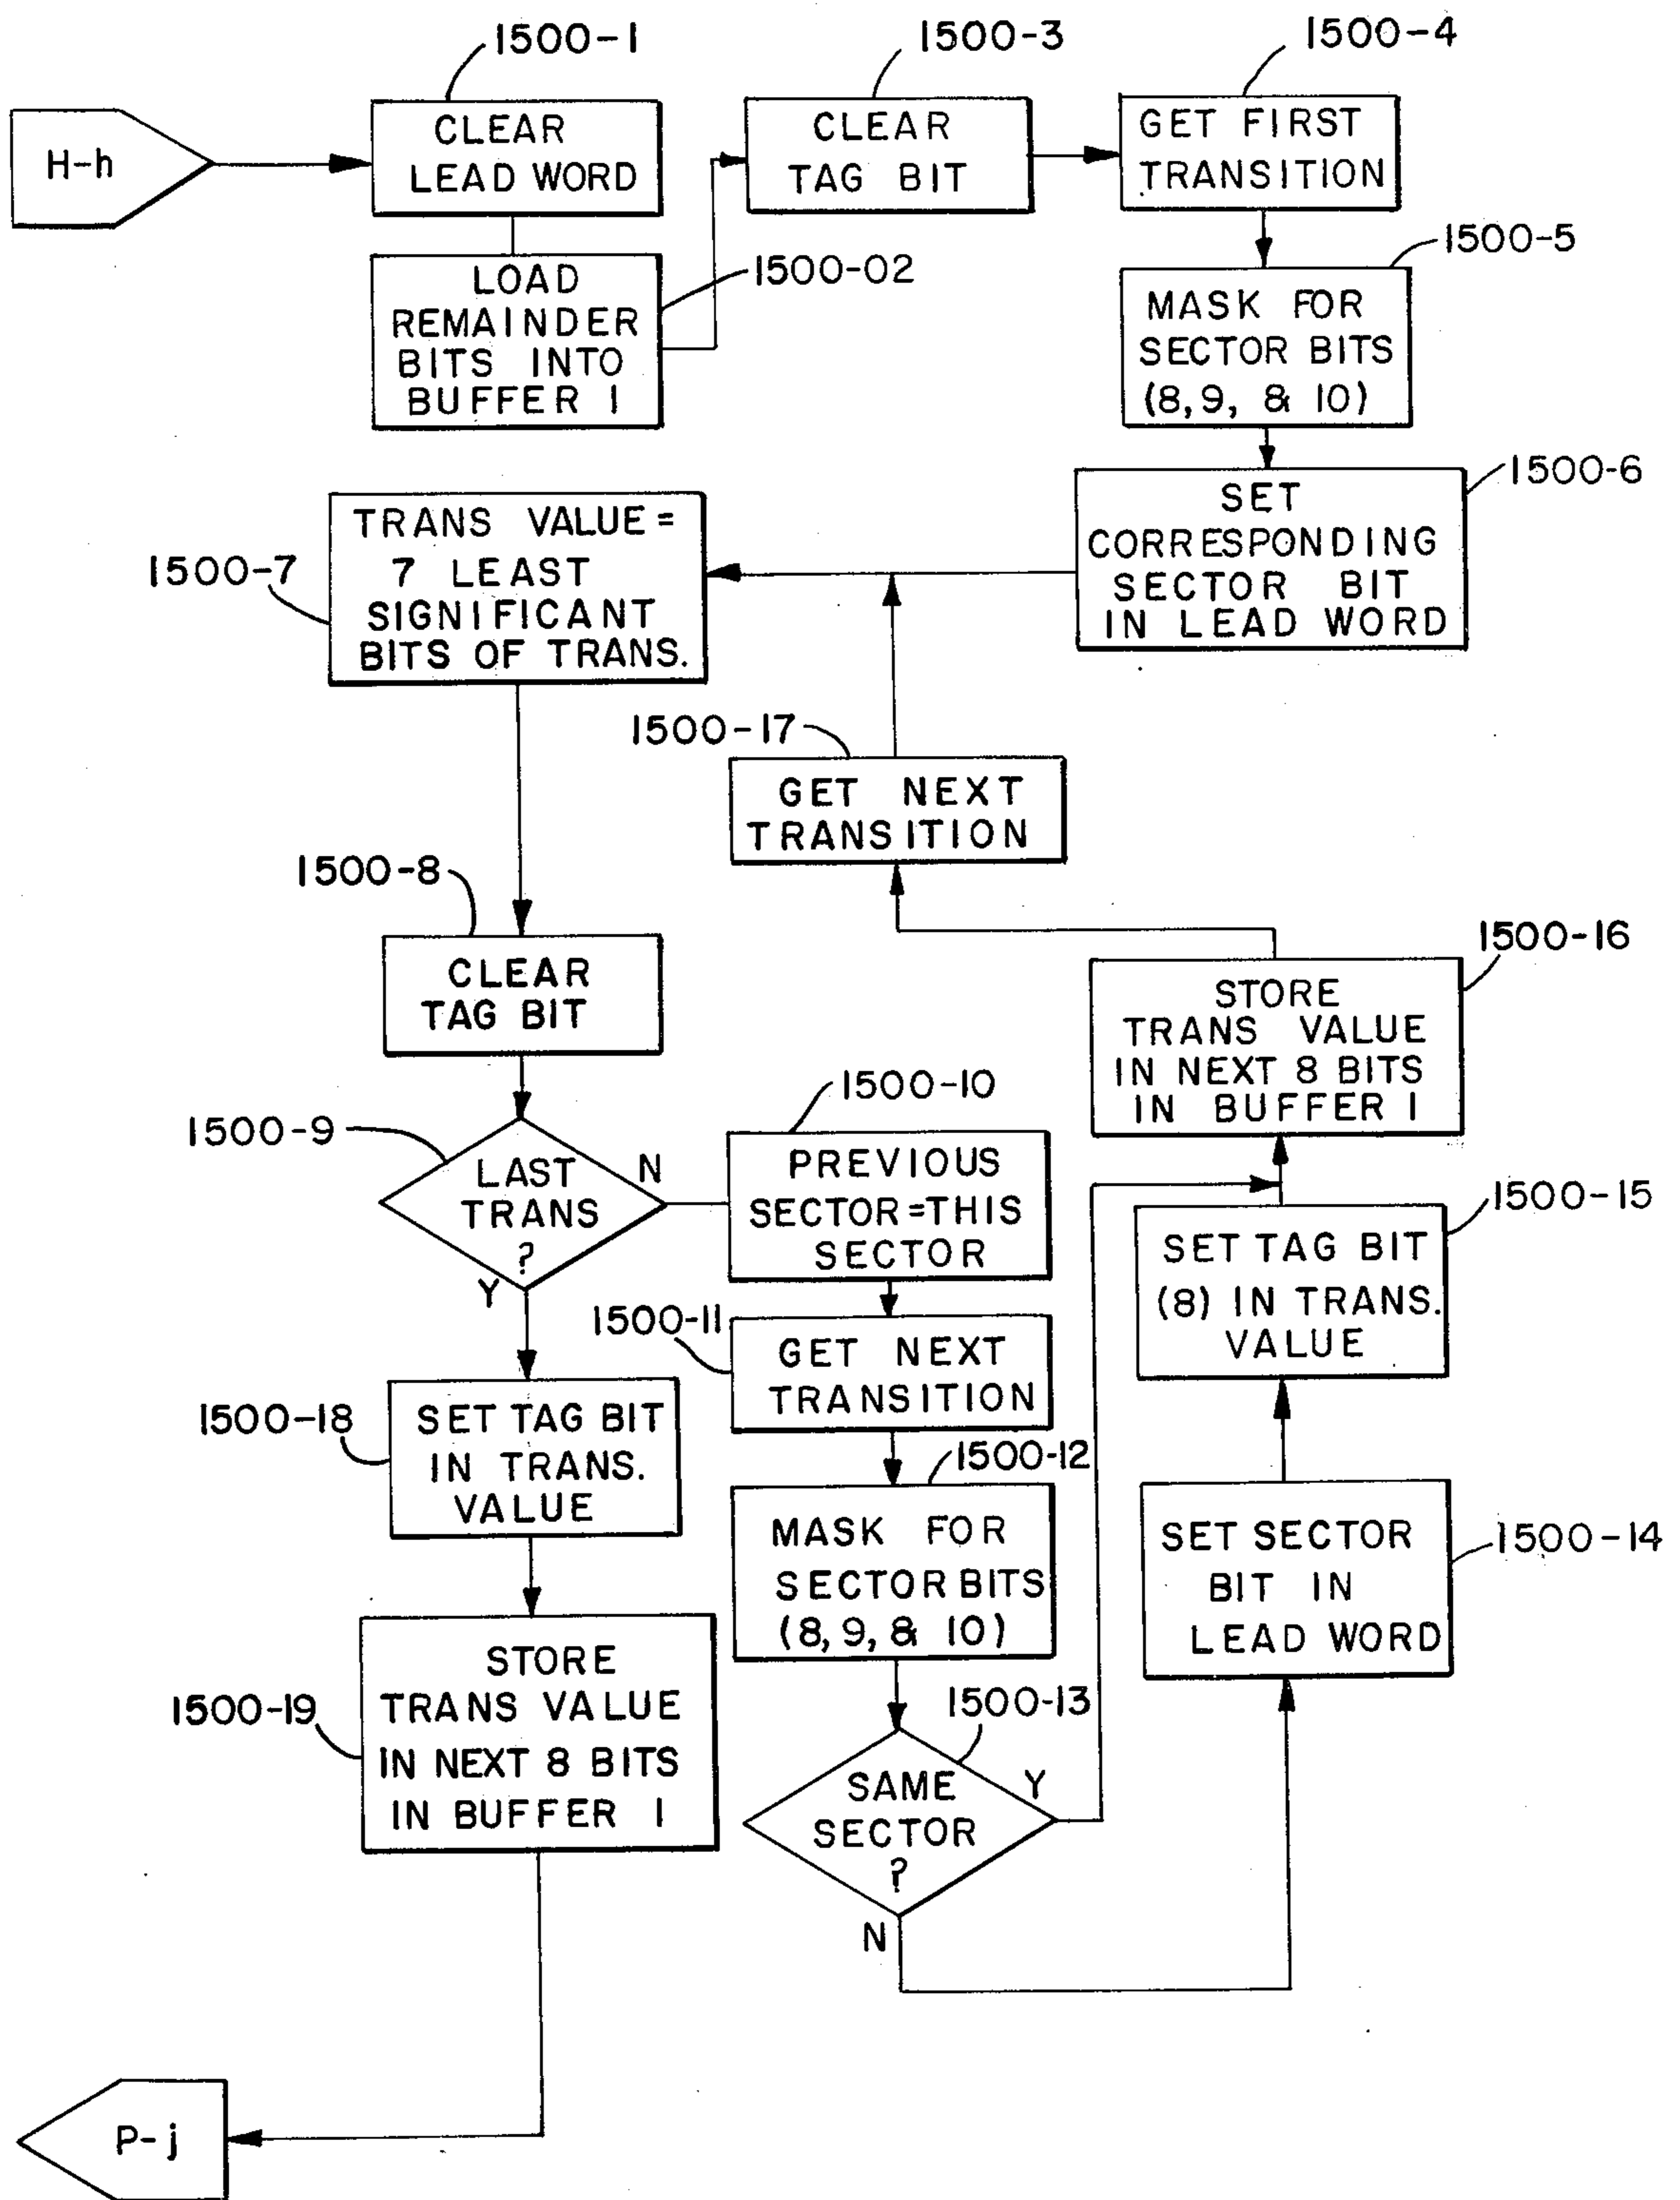 1500-1
1500-3
1500-4
H-h
CLEAR
LEAD WORD
CLEAR
TAG BIT
GET FIRST
TRANSITION
1500-02
LOAD
REMAINDER
BITS INTO
BUFFER 1
1500-5
MASK FOR
SECTOR BITS
(8,9, & 10)
1500-6
SET
CORRESPONDING
SECTOR BIT
IN LEAD WORD
1500-7
TRANS VALUE =
7 LEAST
SIGNIFICANT
BITS OF TRANS.
1500-17
GET NEXT
TRANSITION
1500-8
CLEAR
TAG BIT
1500-16
STORE
TRANS VALUE
IN NEXT 8 BITS
IN BUFFER 1
1500-9
LAST
TRANS
?
N
Y
1500-10
PREVIOUS
SECTOR=THIS
SECTOR
1500-15
SET TAG BIT
(8) IN TRANS.
VALUE
1500-11
GET NEXT
TRANSITION
1500-18
SET TAG BIT
IN TRANS.
VALUE
1500-12
MASK FOR
SECTOR BITS
(8,9,& 10)
1500-14
SET SECTOR
BIT IN
LEAD WORD
1500-19
STORE
TRANS VALUE
IN NEXT 8 BITS
IN BUFFER 1
1500-13
SAME
SECTOR
?
Y
N
P-j